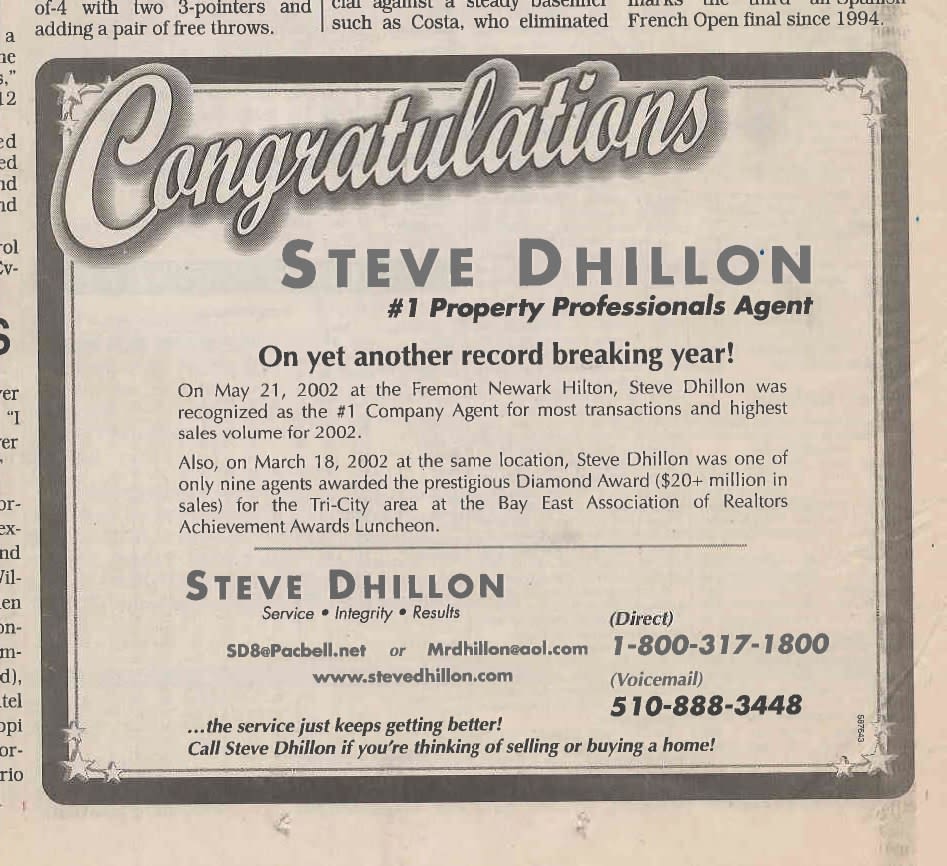 of-4 with two 3-pointers and
adding a pair of free throws.
such as Costa, who eliminated
French Open final since 1994.
a
12
Congratulations
STEVE DHILLON
#1 Property Professionals Agent
On yet another record breaking year!
On May 21, 2002 at the Fremont Newark Hilton, Steve Dhillon was
recognized as the #1 Company Agent for most transactions and highest
sales volume for 2002.
Also, on March 18, 2002 at the same location, Steve Dhillon was one of
only nine agents awarded the prestigious Diamond Award ($20+ million in
sales) for the Tri-City area at the Bay East Association of Realtors
Achievement Awards Luncheon.
STEVE DHILLON
Service • Integrity • Results
(Direct)
SD8@Pacbell.net or Mrdhillon@aol.com 1-800-317-1800
www.stevedhillon.com
(Voicemail)
510-888-3448
...the service just keeps getting better!
Call Steve Dhillon if you're thinking of selling or buying a home!
587643